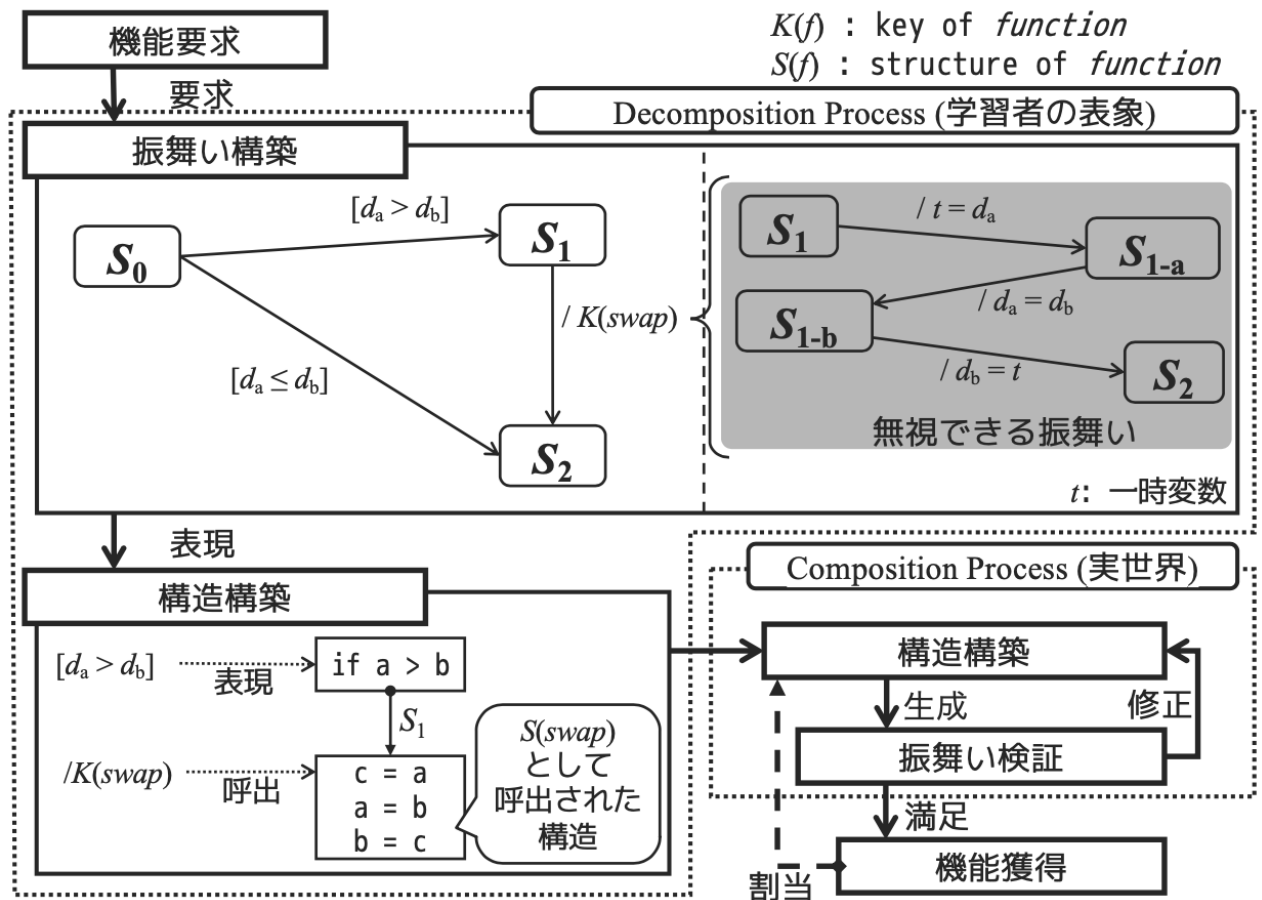 機能要求
K(f) : key of function
S(f) : structure of function
要求
Decomposition Process (学習者の表象)
振舞い構築
S0
[da > db]
S1
[da ≤ db]
/ K(swap)
S2
S1
/ t = da
S1-a
/ da = db
S1-b
/ db = t
S2
無視できる振舞い
t: 一時変数
表現
構造構築
[da > db]
表現
if a > b
S1
/K(swap)
呼出
c = a
a = b
b = c
S(swap)
として
呼出された
構造
Composition Process (実世界)
構造構築
生成
修正
振舞い検証
満足
機能獲得
割当